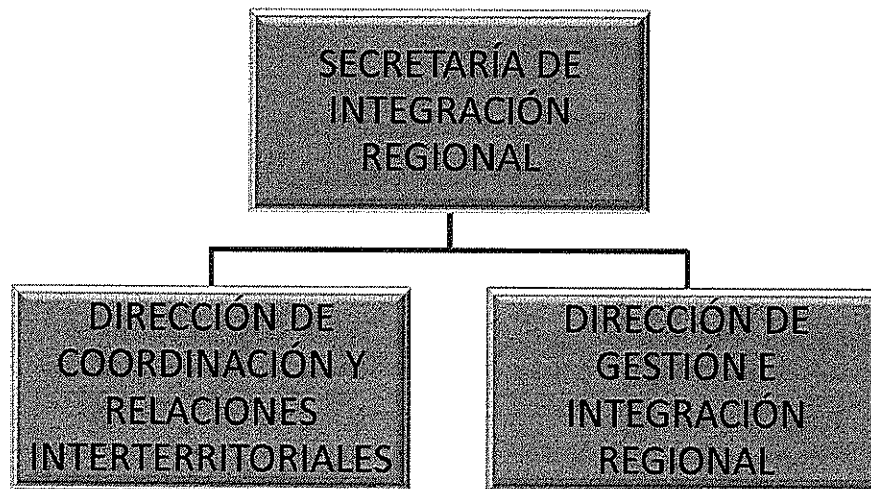 SECRETARÍA DE
INTEGRACIÓN
REGIONAL
DIRECCIÓN DE
COORDINACIÓN Y
RELACIONES
INTERTERRITORIALES
DIRECCIÓN DE
GESTIÓN E
INTEGRACIÓN
REGIONAL